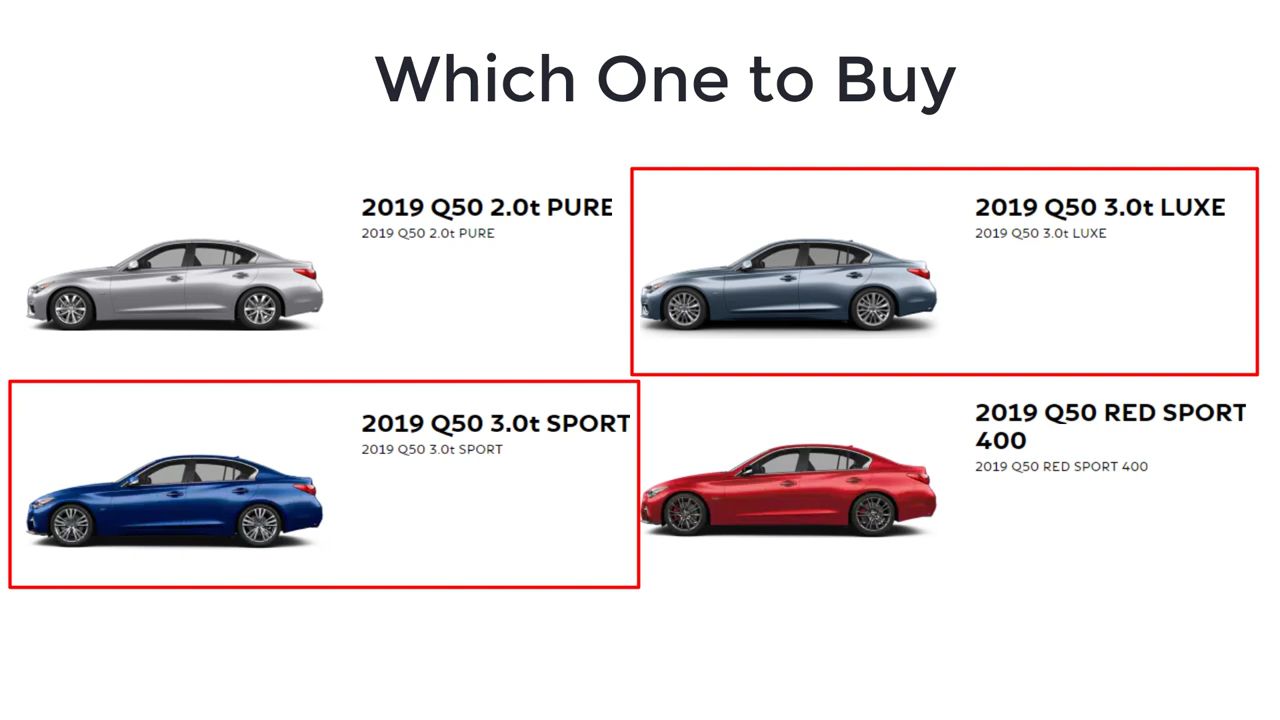 Which One to Buy
2019 Q50 2.0t PURE
2019 Q50 2.0t PURE
2019 Q50 3.0t LUXE
2019 Q50 3.0t LUXE
2019 Q50 3.0t SPORT
2019 Q50 3.0t SPORT
2019 Q50 RED SPORT
400
2019 Q50 RED SPORT 400